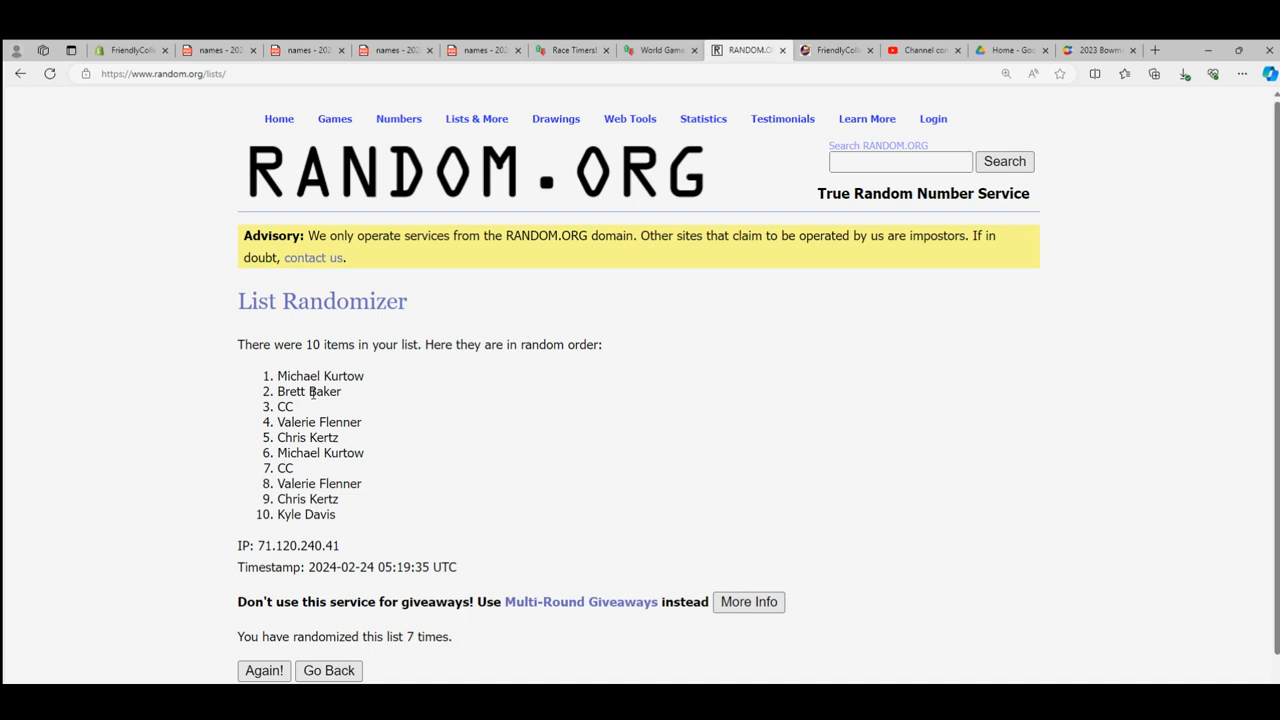 FriendlyColle
names - 202
names - 202
names - 202
names - 202
Race Timers!
World Game
RANDOM.O
FriendlyColl
Channel con
Home - Goo
2023 Bowm
https://www.random.org/lists/
Home Games Numbers Lists & More Drawings Web Tools Statistics Testimonials Learn More Login
RANDOM.ORG
Search RANDOM.ORG
Search
True Random Number Service
Advisory: We only operate services from the RANDOM.ORG domain. Other sites that claim to be operated by us are impostors. If in
doubt, contact us.
List Randomizer
There were 10 items in your list. Here they are in random order:
1. Michael Kurtow
2. Brett Baker
3. CC
4. Valerie Flenner
5. Chris Kertz
6. Michael Kurtow
7. CC
8. Valerie Flenner
9. Chris Kertz
10. Kyle Davis
IP: 71.120.240.41
Timestamp: 2024-02-24 05:19:35 UTC
Don't use this service for giveaways! Use Multi-Round Giveaways instead More Info
You have randomized this list 7 times.
Again! Go Back